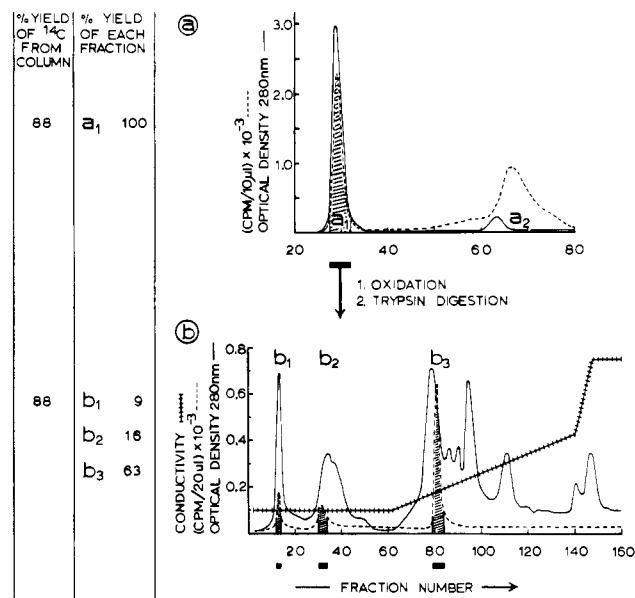 % YIELD OF 14C FROM COLUMN
% YIELD OF EACH FRACTION
88 a1 100
88 b1 9
b2 16
b3 63
a
(CPM/10µl) x 10-3 -----
OPTICAL DENSITY 280nm —
3.0
2.0
1.0
a1
a2
20 40 60 80
1. OXIDATION
2. TRYPSIN DIGESTION
b
CONDUCTIVITY
(CPM/20µl) x 10-3 -----
OPTICAL DENSITY 280nm —
0.8
0.6
0.4
0.2
b1 b2 b3
20 40 60 80 100 120 140 160
— FRACTION NUMBER →